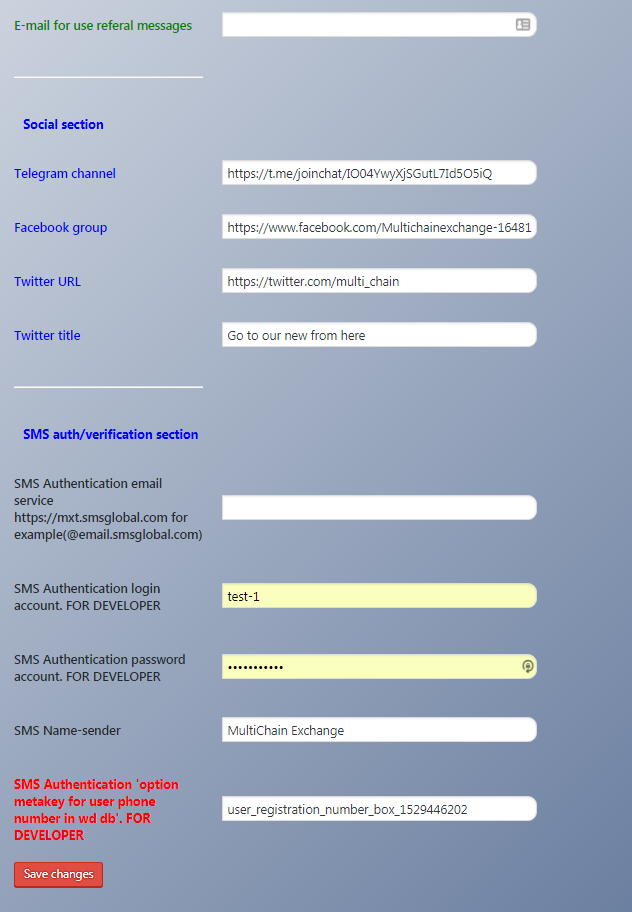 E-mail for use referal messages
Social section
Telegram channel
https://t.me/joinchat/IO04YwyXjSGutL7Id5O5iQ
Facebook group
https://www.facebook.com/Multichainexchange-16481
Twitter URL
https://twitter.com/multi_chain
Twitter title
Go to our new from here
SMS auth/verification section
SMS Authentication email
service
https://mxt.smsglobal.com for
example(@email.smsglobal.com)
SMS Authentication login
account. FOR DEVELOPER
test-1
SMS Authentication password
account. FOR DEVELOPER
•••••••••••
SMS Name-sender
MultiChain Exchange
SMS Authentication 'option
metakey for user phone
number in wd db'. FOR
DEVELOPER
user_registration_number_box_1529446202
Save changes